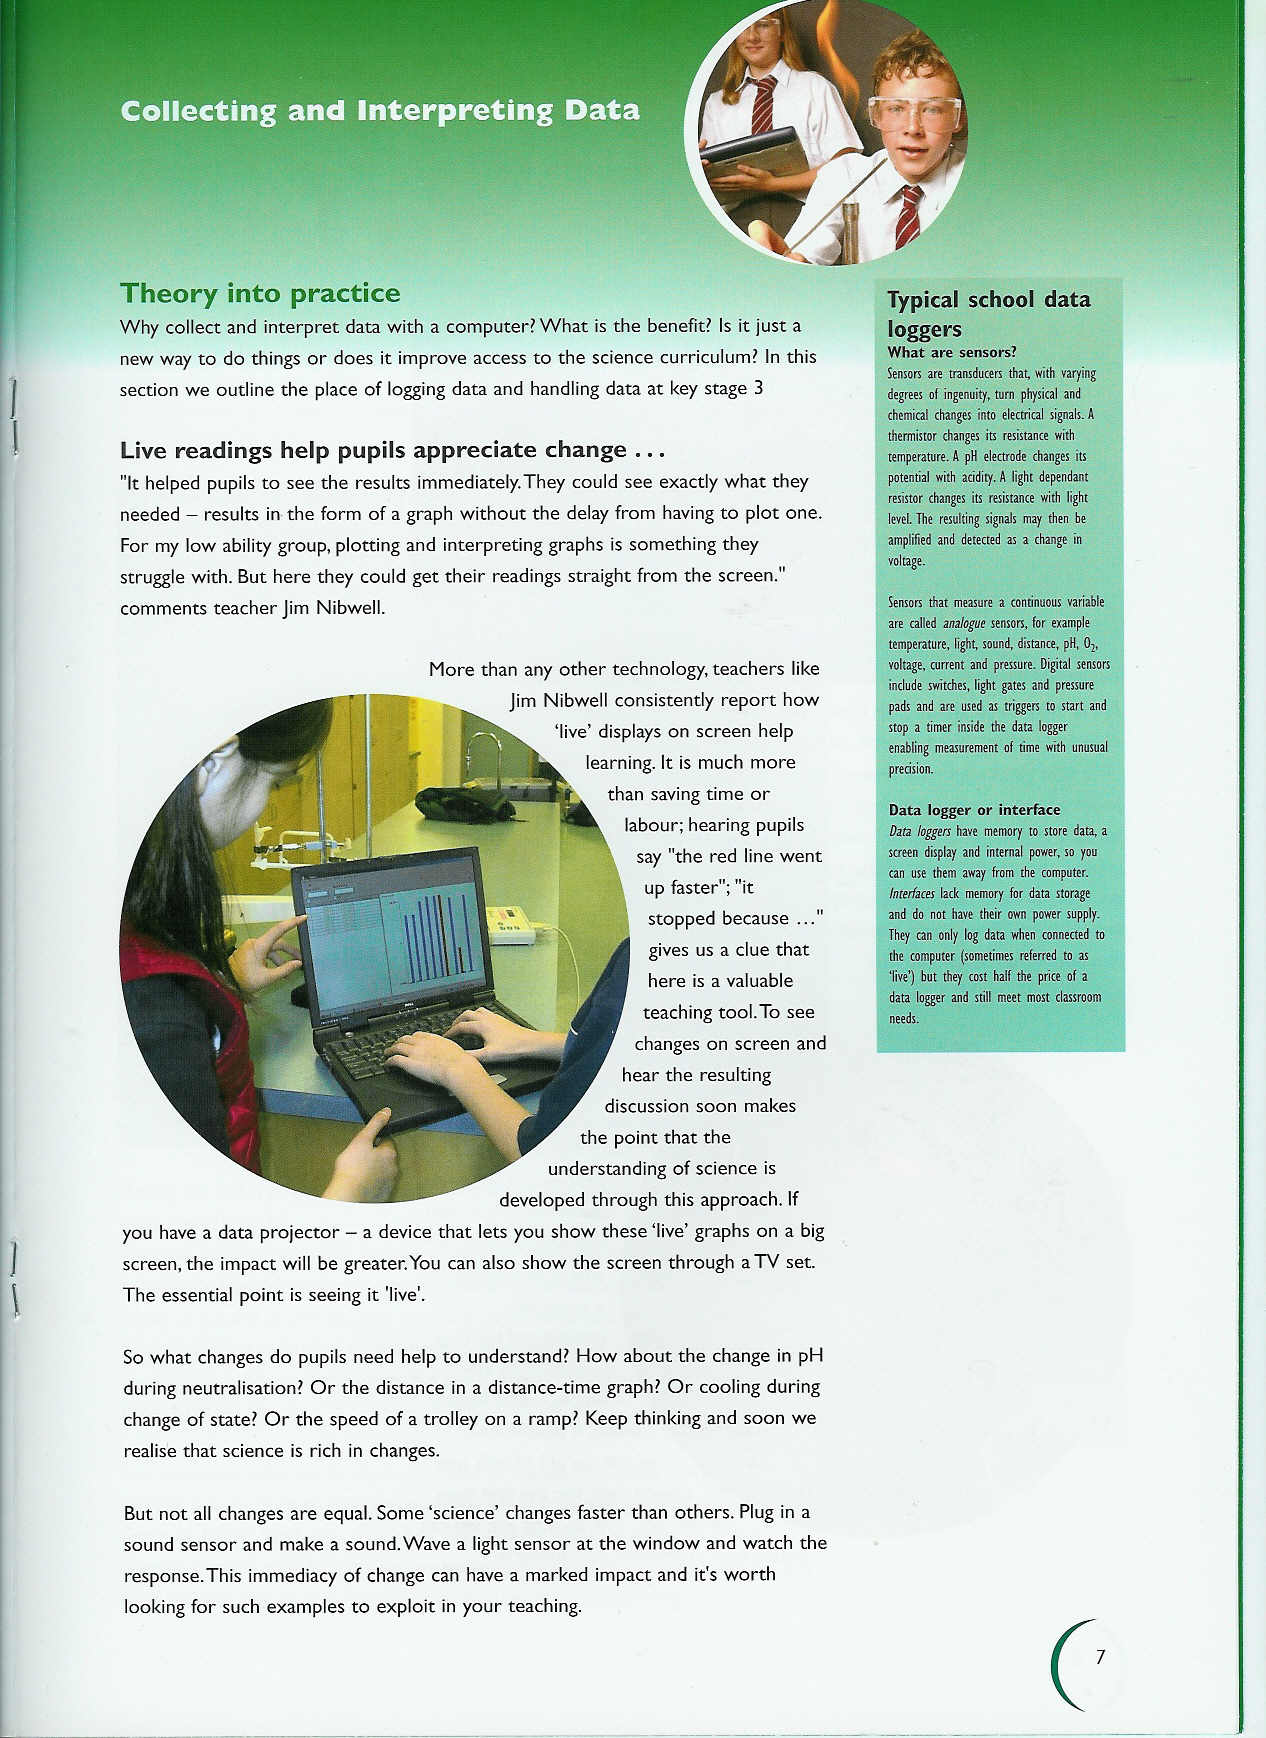 Collecting and Interpreting Data
Theory into practice
Why collect and interpret data with a computer? What is the benefit? Is it just a
new way to do things or does it improve access to the science curriculum? In this
section we outline the place of logging data and handling data at key stage 3
Live readings help pupils appreciate change . . .
"It helped pupils to see the results immediately. They could see exactly what they
needed – results in the form of a graph without the delay from having to plot one.
For my low ability group, plotting and interpreting graphs is something they
struggle with. But here they could get their readings straight from the screen."
comments teacher Jim Nibwell.
More than any other technology, teachers like
Jim Nibwell consistently report how
‘live’ displays on screen help
learning. It is much more
than saving time or
labour; hearing pupils
say "the red line went
up faster"; "it
stopped because ..."
gives us a clue that
here is a valuable
teaching tool. To see
changes on screen and
hear the resulting
discussion soon makes
the point that the
understanding of science is
developed through this approach. If
you have a data projector – a device that lets you show these ‘live’ graphs on a big
screen, the impact will be greater. You can also show the screen through a TV set.
The essential point is seeing it 'live'.
So what changes do pupils need help to understand? How about the change in pH
during neutralisation? Or the distance in a distance-time graph? Or cooling during
change of state? Or the speed of a trolley on a ramp? Keep thinking and soon we
realise that science is rich in changes.
But not all changes are equal. Some ‘science’ changes faster than others. Plug in a
sound sensor and make a sound. Wave a light sensor at the window and watch the
response. This immediacy of change can have a marked impact and it's worth
looking for such examples to exploit in your teaching.
Typical school data
loggers
What are sensors?
Sensors are transducers that, with varying
degrees of ingenuity, turn physical and
chemical changes into electrical signals. A
thermistor changes its resistance with
temperature. A pH electrode changes its
potential with acidity. A light dependant
resistor changes its resistance with light
level. The resulting signals may then be
amplified and detected as a change in
voltage.
Sensors that measure a continuous variable
are called analogue sensors, for example
temperature, light, sound, distance, pH, O₂,
voltage, current and pressure. Digital sensors
include switches, light gates and pressure
pads and are used as triggers to start and
stop a timer inside the data logger
enabling measurement of time with unusual
precision.
Data logger or interface
Data loggers have memory to store data, a
screen display and internal power, so you
can use them away from the computer.
Interfaces lack memory for data storage
and do not have their own power supply.
They can only log data when connected to
the computer (sometimes referred to as
‘live’) but they cost half the price of a
data logger and still meet most classroom
needs.
7